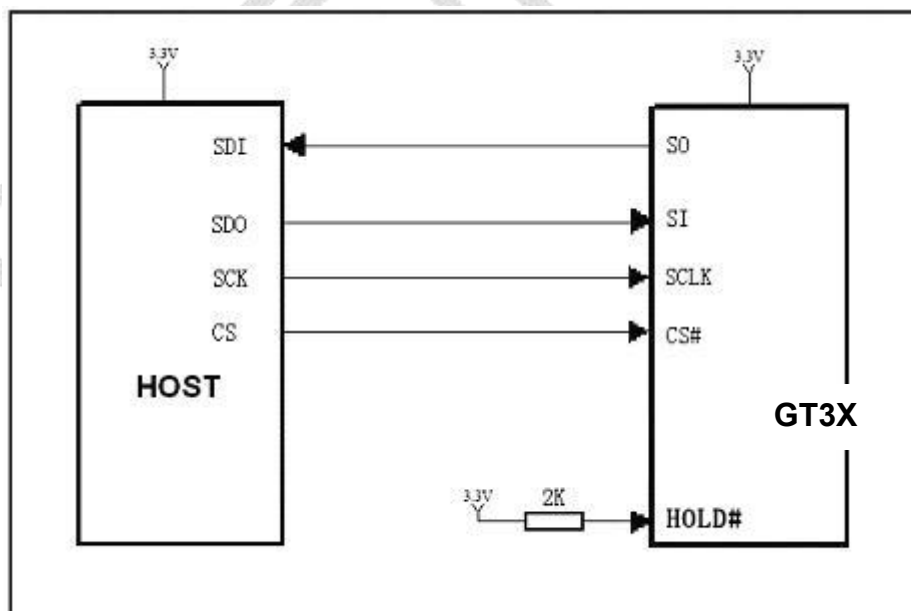 3.3V 3.3V
SDI SO
SDO SI
SCK SCLK
CS CS#
HOST
GT3X
3.3V 2K
HOLD#